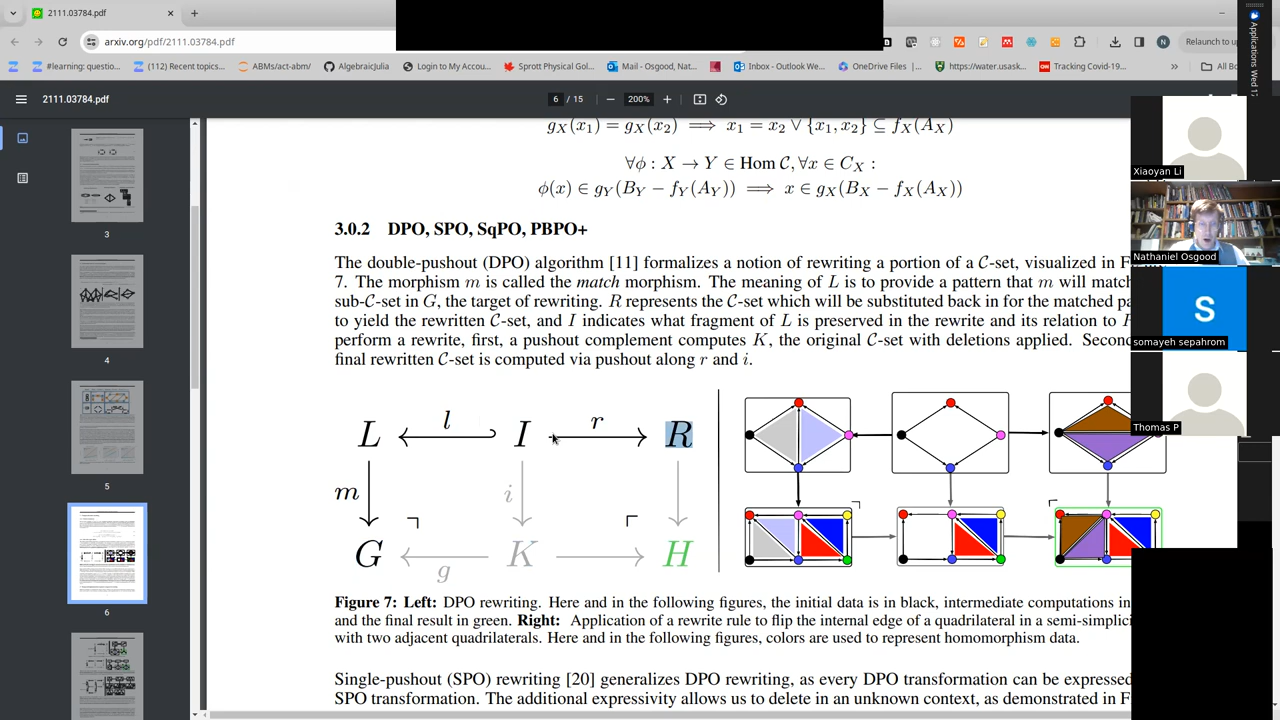 2111.03784.pdf
arxiv.org/pdf/2111.03784.pdf
Relaunch to u
#learning: questio...
(112) Recent topics...
ABMs/act-abm/
AlgebraicJulia
Login to My Accou...
Sprott Physical Gol...
Mail - Osgood, Nat...
Inbox - Outlook We...
OneDrive Files |...
https://water.usask...
Tracking Covid-19...
All Bo
Applications Wed 1
2111.03784.pdf
6 / 15
200%
3
4
5
6
g_X(x_1) = g_X(x_2) ⟹ x_1 = x_2 ∨ {x_1, x_2} ⊆ f_X(A_X)
∀ϕ : X → Y ∈ Hom C, ∀x ∈ C_X :
ϕ(x) ∈ g_Y(B_Y − f_Y(A_Y)) ⟹ x ∈ g_X(B_X − f_X(A_X))
3.0.2 DPO, SPO, SqPO, PBPO+
The double-pushout (DPO) algorithm [11] formalizes a notion of rewriting a portion of a C-set, visualized in F
7. The morphism m is called the match morphism. The meaning of L is to provide a pattern that m will match
sub-C-set in G, the target of rewriting. R represents the C-set which will be substituted back in for the matched pa
to yield the rewritten C-set, and I indicates what fragment of L is preserved in the rewrite and its relation to
perform a rewrite, first, a pushout complement computes K, the original C-set with deletions applied. Second
final rewritten C-set is computed via pushout along r and i.
L l I r R
m i
G g K H
Figure 7: Left: DPO rewriting. Here and in the following figures, the initial data is in black, intermediate computations in
and the final result in green. Right: Application of a rewrite rule to flip the internal edge of a quadrilateral in a semi-simplici
with two adjacent quadrilaterals. Here and in the following figures, colors are used to represent homomorphism data.
Single-pushout (SPO) rewriting [20] generalizes DPO rewriting, as every DPO transformation can be expressed
SPO transformation. The additional expressivity allows us to delete in an unknown context, as demonstrated in F
Xiaoyan Li
Nathaniel Osgood
S
somayeh sepahrom
Thomas P